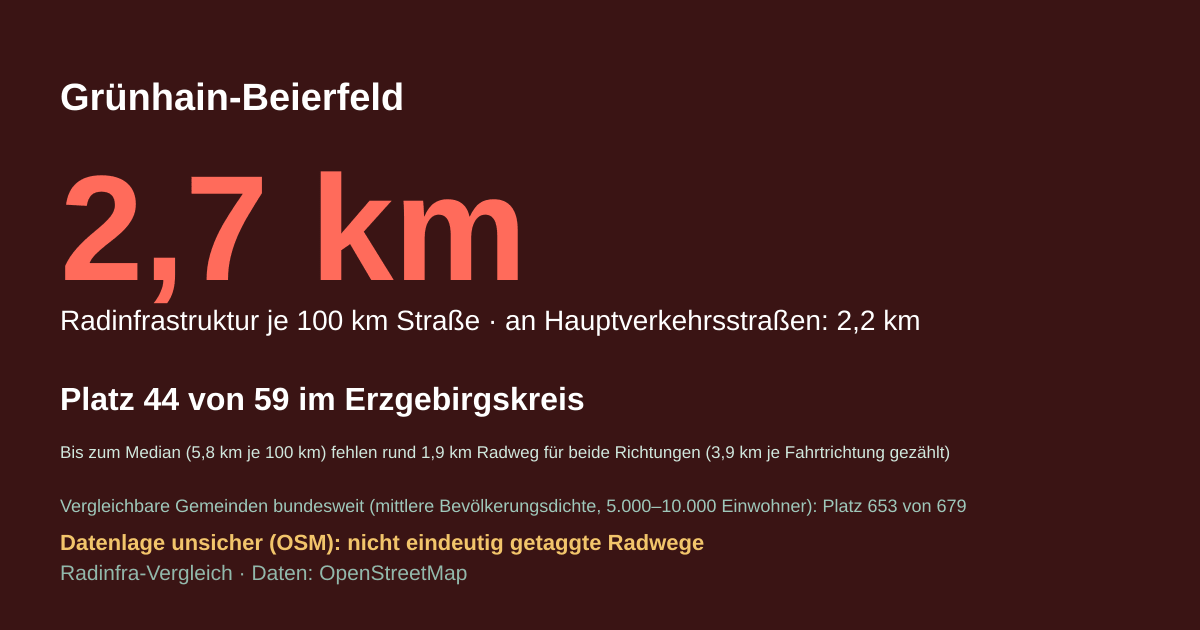 Grünhain-Beierfeld
2,7 km
Radinfrastruktur je 100 km Straße · an Hauptverkehrsstraßen: 2,2 km
Platz 44 von 59 im Erzgebirgskreis
Bis zum Median (5,8 km je 100 km) fehlen rund 1,9 km Radweg für beide Richtungen (3,9 km je Fahrtrichtung gezählt)
Vergleichbare Gemeinden bundesweit (mittlere Bevölkerungsdichte, 5.000–10.000 Einwohner): Platz 653 von 679
Datenlage unsicher (OSM): nicht eindeutig getaggte Radwege
Radinfra-Vergleich · Daten: OpenStreetMap